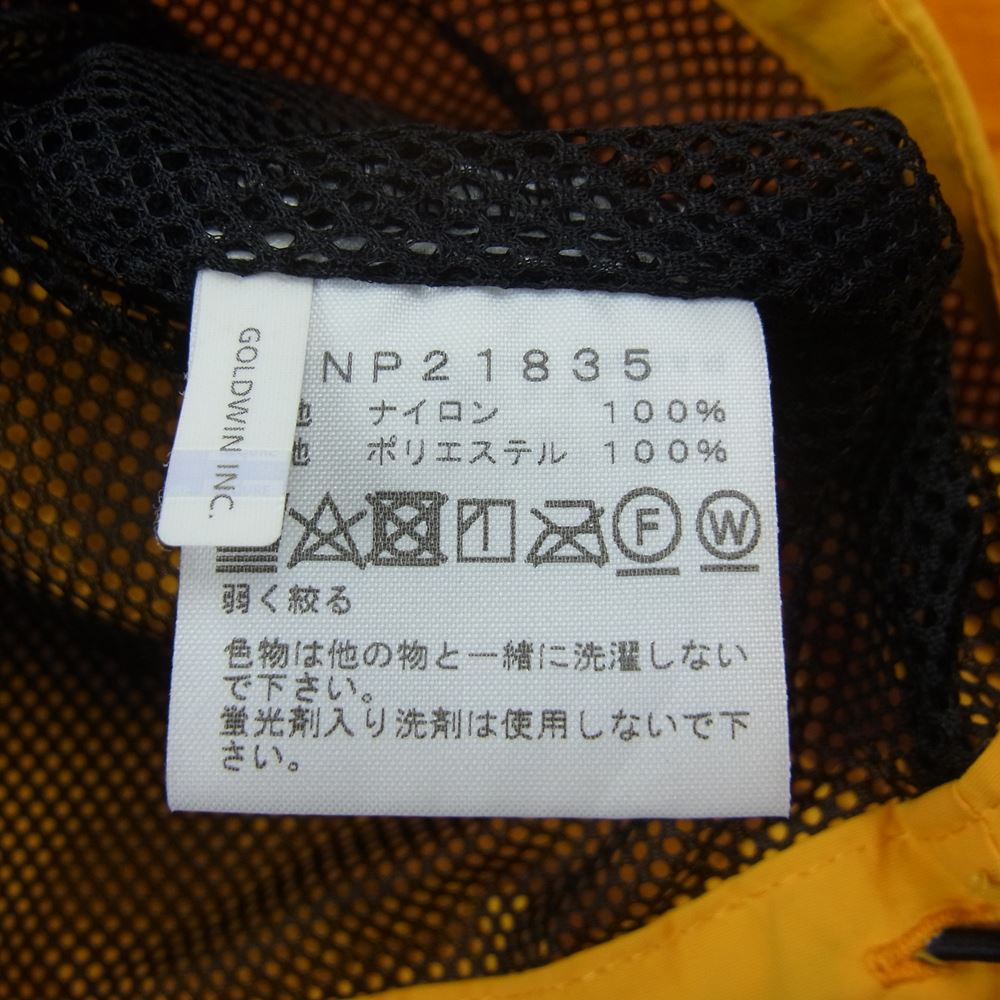 GOLDWIN INC.
NP21835
地 ナイロン 100%
地 ポリエステル 100%
F W
弱く絞る
色物は他の物と一緒に洗濯しない
で下さい。
蛍光剤入り洗剤は使用しないで下
さい。